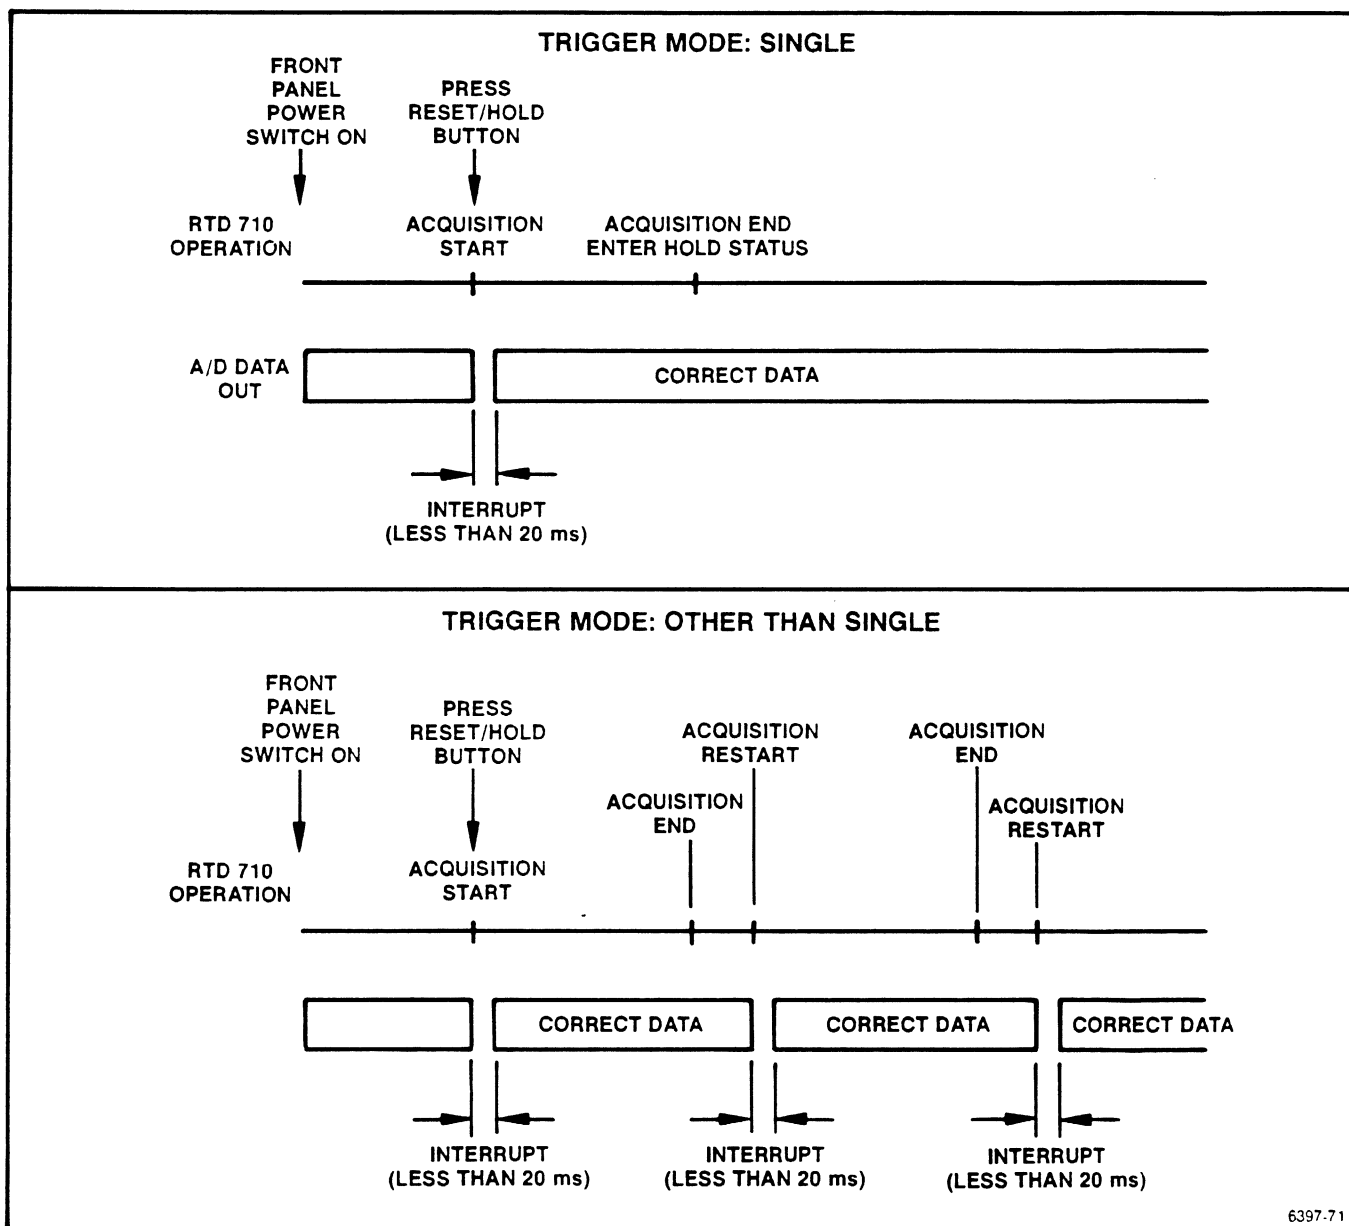 TRIGGER MODE: SINGLE
FRONT
PANEL
POWER
SWITCH ON
PRESS
RESET/HOLD
BUTTON
RTD 710
OPERATION
ACQUISITION
START
ACQUISITION END
ENTER HOLD STATUS
A/D DATA
OUT
CORRECT DATA
INTERRUPT
(LESS THAN 20 ms)
TRIGGER MODE: OTHER THAN SINGLE
FRONT
PANEL
POWER
SWITCH ON
PRESS
RESET/HOLD
BUTTON
ACQUISITION
RESTART
ACQUISITION
END
ACQUISITION
END
ACQUISITION
RESTART
RTD 710
OPERATION
ACQUISITION
START
CORRECT DATA
CORRECT DATA
CORRECT DATA
INTERRUPT
(LESS THAN 20 ms)
INTERRUPT
(LESS THAN 20 ms)
INTERRUPT
(LESS THAN 20 ms)
6397-71